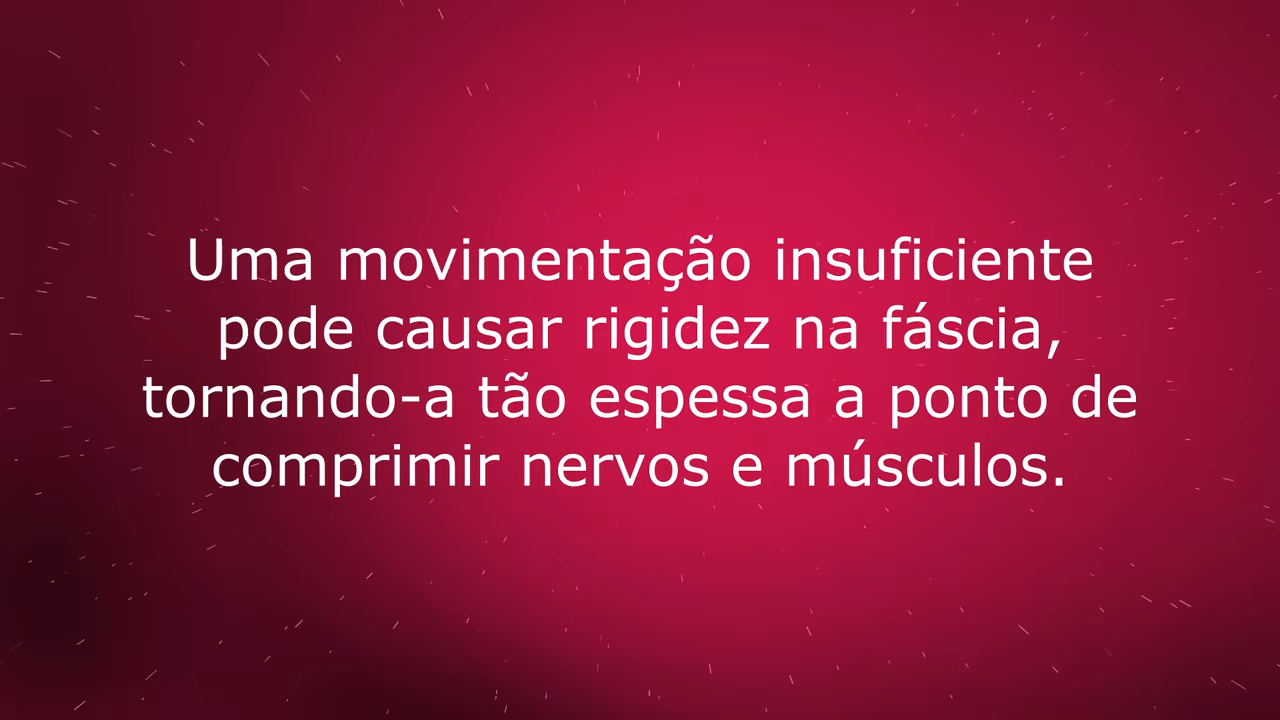 Uma movimentação insuficiente
pode causar rigidez na fáscia,
tornando-a tão espessa a ponto de
comprimir nervos e músculos.